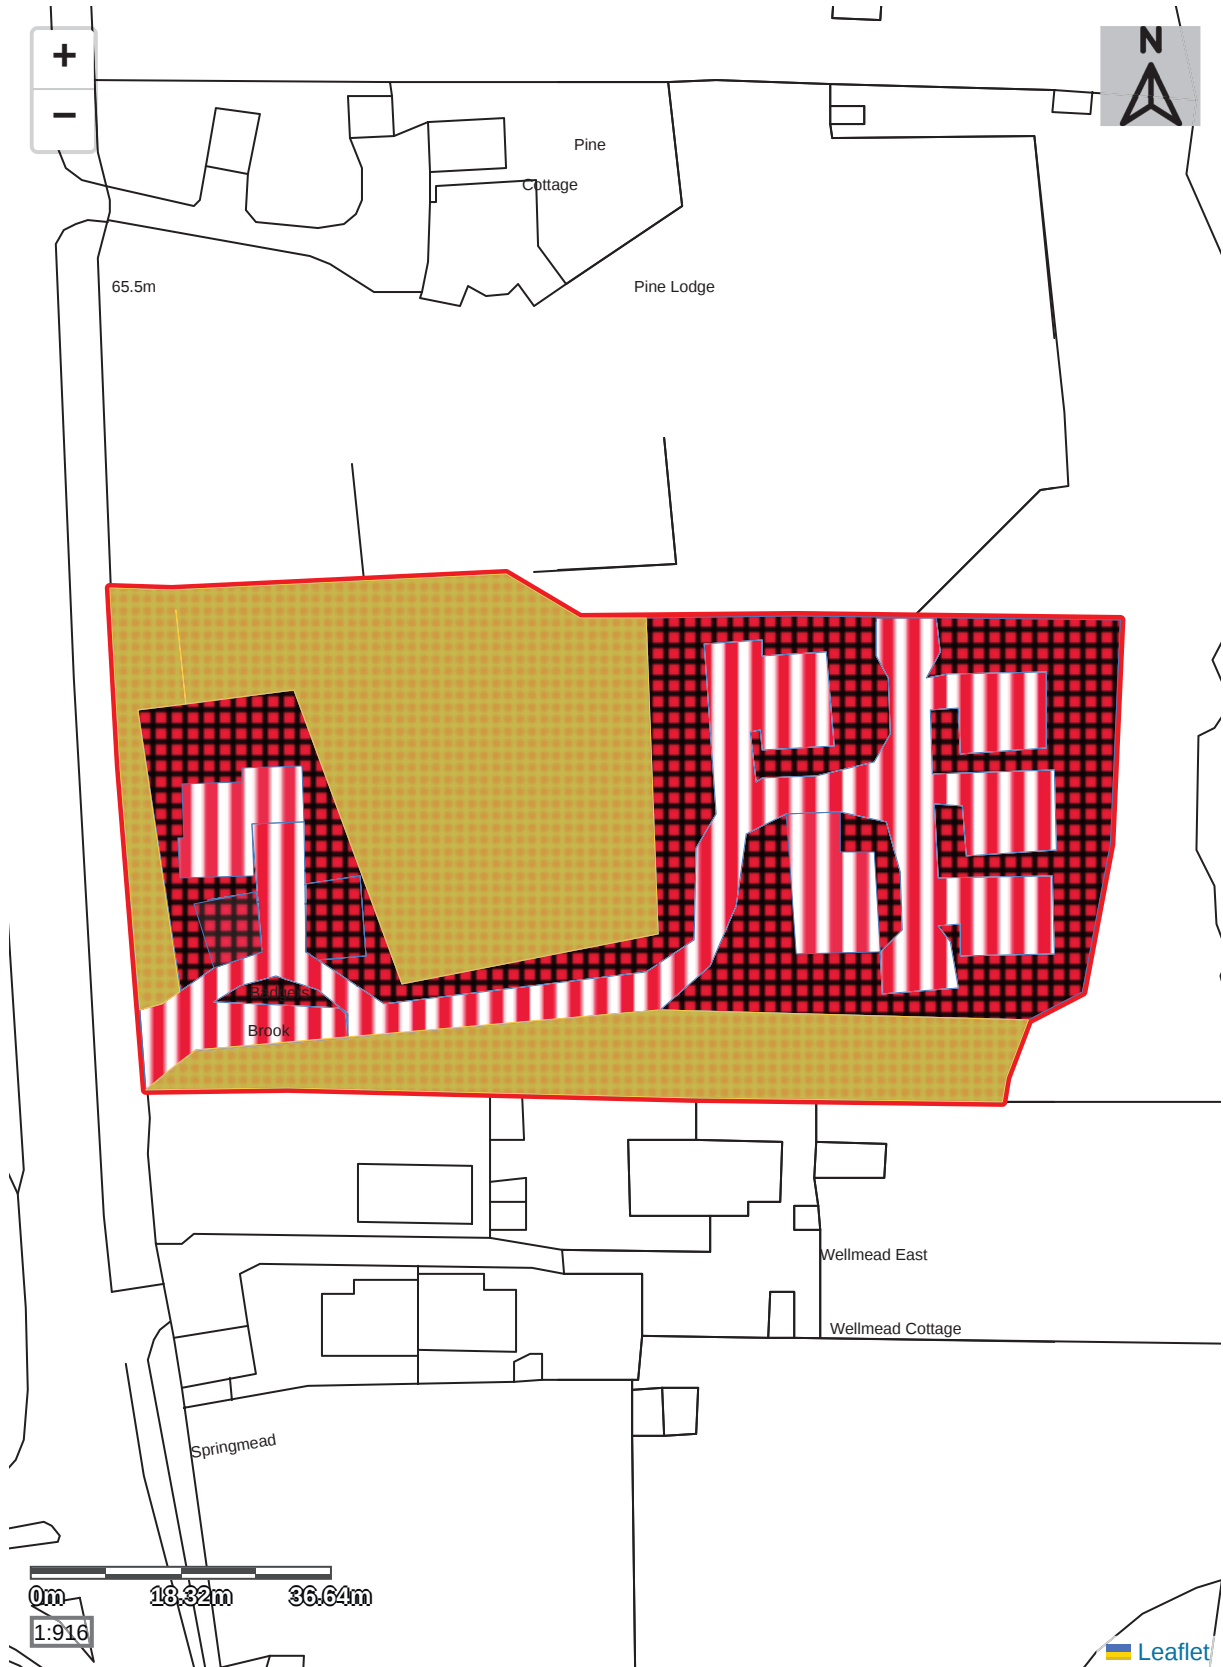 +
N
−
Pine
Cottage
65.5m
Pine Lodge
Badgers
Brook
Wellmead East
Wellmead Cottage
Springmead
0m 18.32m 36.64m
1:916
Leaflet